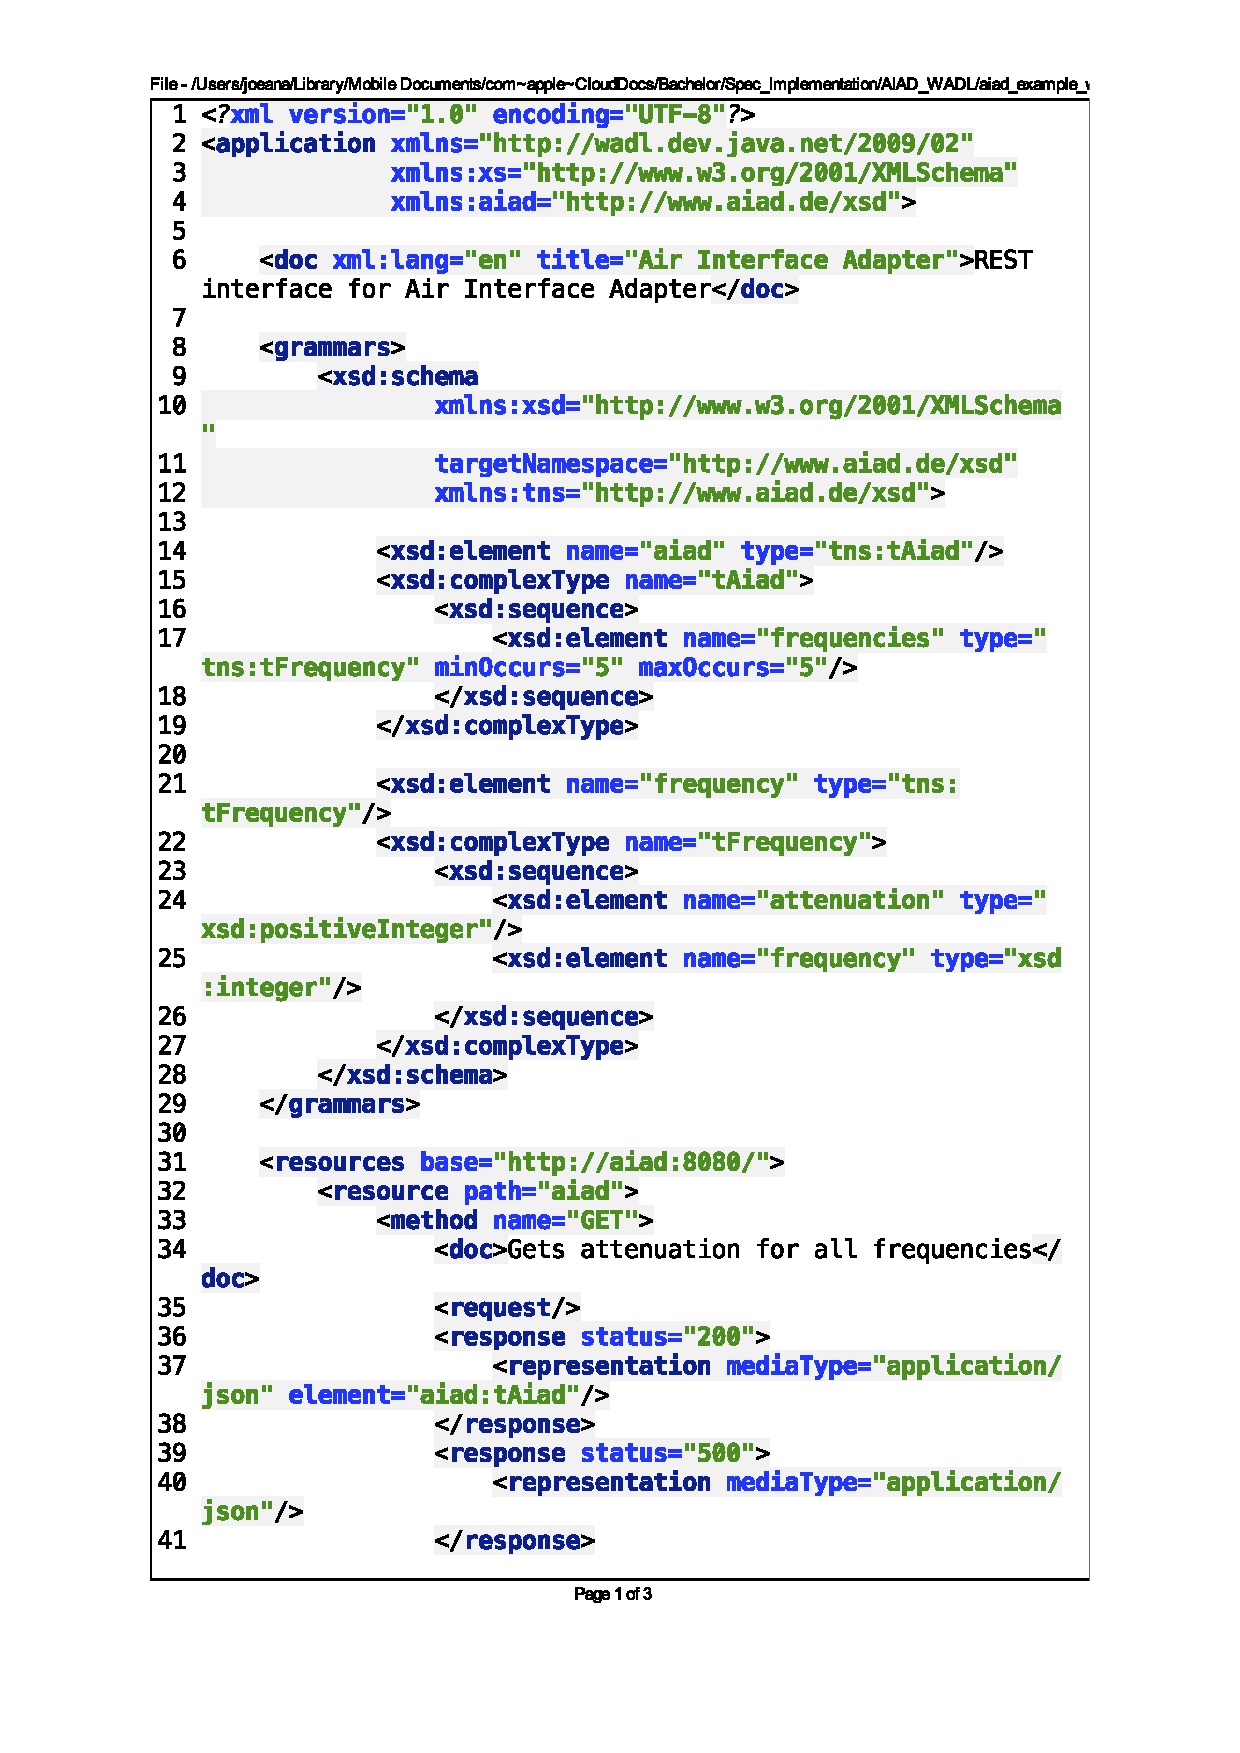 File - /Users/joeana/Library/Mobile Documents/com~apple~CloudDocs/Bachelor/Spec_Implementation/AIAD_WADL/aiad_example_
1 <?xml version="1.0" encoding="UTF-8"?>
2 <application xmlns="http://wadl.dev.java.net/2009/02"
3              xmlns:xs="http://www.w3.org/2001/XMLSchema"
4              xmlns:aiad="http://www.aiad.de/xsd">
5
6     <doc xml:lang="en" title="Air Interface Adapter">REST
interface for Air Interface Adapter</doc>
7
8     <grammars>
9         <xsd:schema
10                 xmlns:xsd="http://www.w3.org/2001/XMLSchema
"
11                 targetNamespace="http://www.aiad.de/xsd"
12                 xmlns:tns="http://www.aiad.de/xsd">
13
14             <xsd:element name="aiad" type="tns:tAiad"/>
15             <xsd:complexType name="tAiad">
16                 <xsd:sequence>
17                     <xsd:element name="frequencies" type="
tns:tFrequency" minOccurs="5" maxOccurs="5"/>
18                 </xsd:sequence>
19             </xsd:complexType>
20
21             <xsd:element name="frequency" type="tns:
tFrequency"/>
22             <xsd:complexType name="tFrequency">
23                 <xsd:sequence>
24                     <xsd:element name="attenuation" type="
xsd:positiveInteger"/>
25                     <xsd:element name="frequency" type="xsd
:integer"/>
26                 </xsd:sequence>
27             </xsd:complexType>
28         </xsd:schema>
29     </grammars>
30
31     <resources base="http://aiad:8080/">
32         <resource path="aiad">
33             <method name="GET">
34                 <doc>Gets attenuation for all frequencies</
doc>
35                 <request/>
36                 <response status="200">
37                     <representation mediaType="application/
json" element="aiad:tAiad"/>
38                 </response>
39                 <response status="500">
40                     <representation mediaType="application/
json"/>
41                 </response>
Page 1 of 3